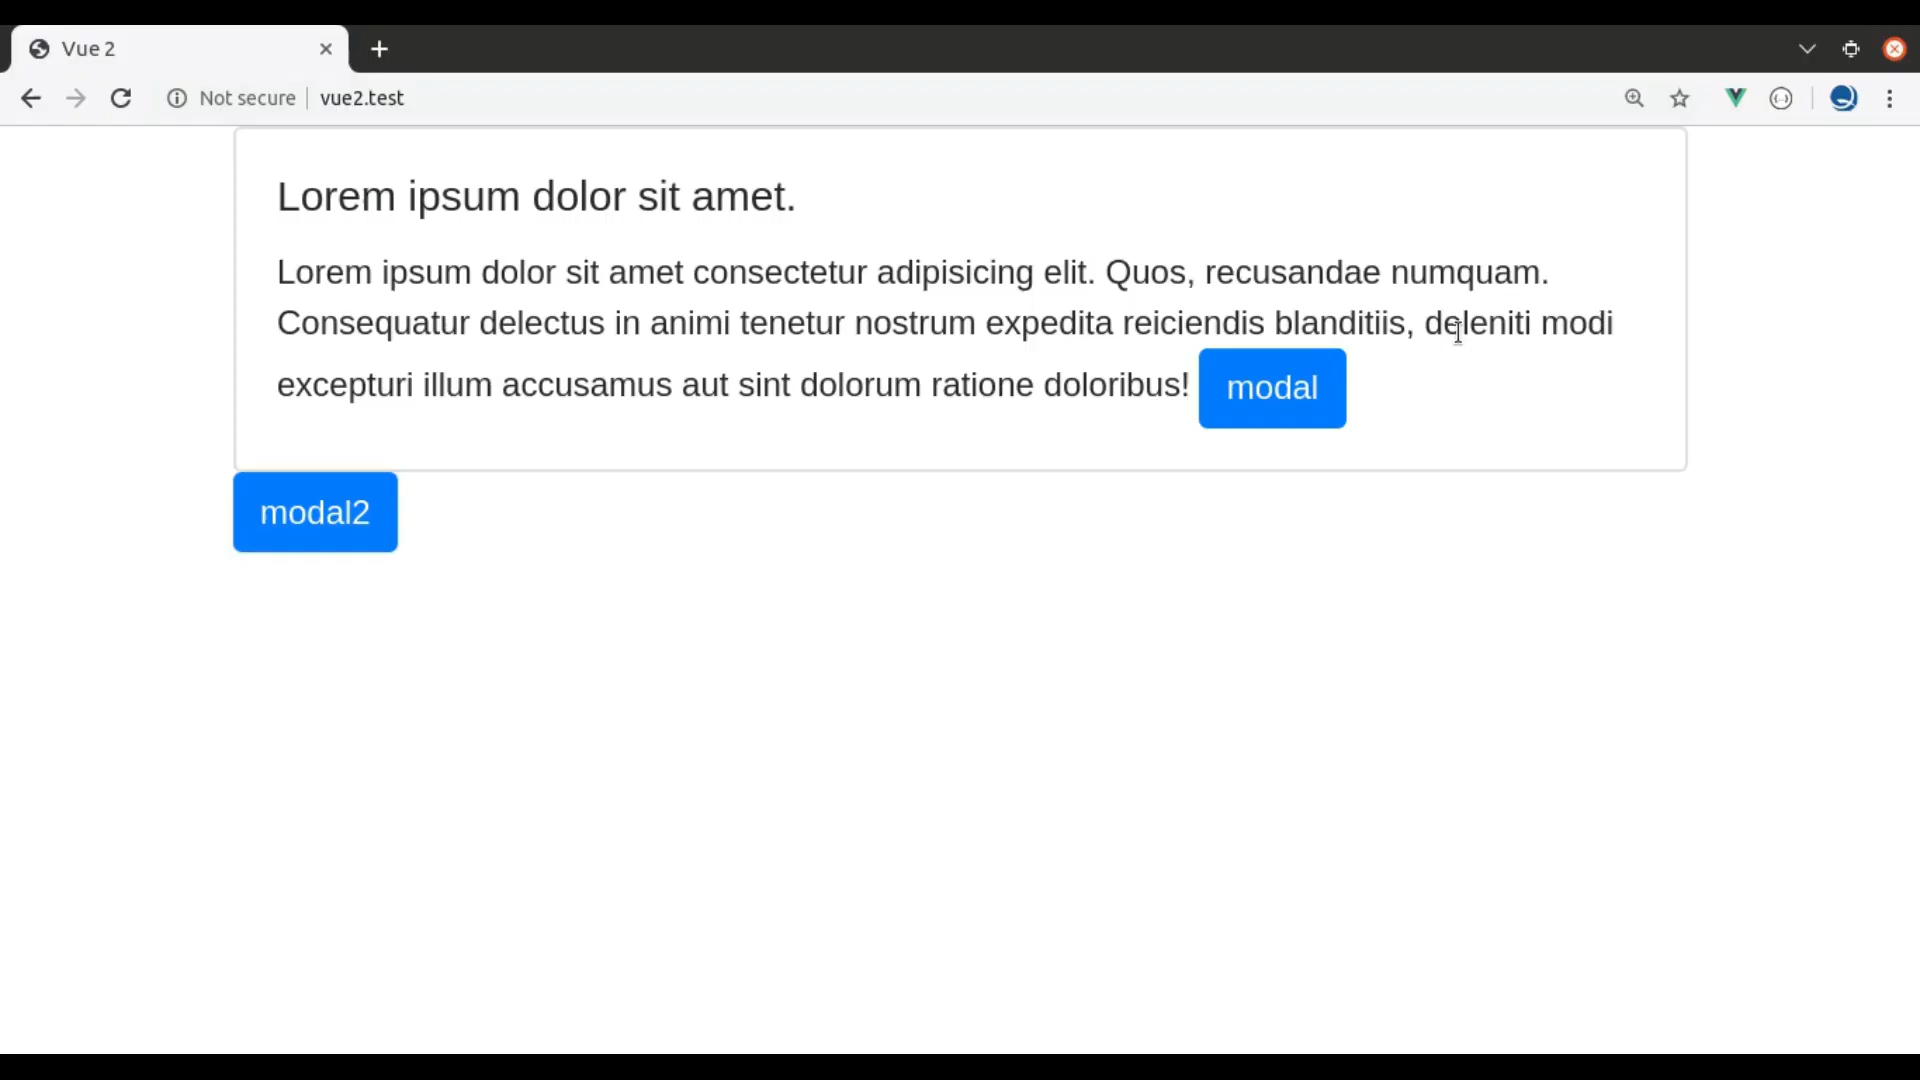 Vue 2
Not secure vue2.test
Lorem ipsum dolor sit amet.
Lorem ipsum dolor sit amet consectetur adipisicing elit. Quos, recusandae numquam.
Consequatur delectus in animi tenetur nostrum expedita reiciendis blanditiis, deleniti modi
excepturi illum accusamus aut sint dolorum ratione doloribus! modal
modal2